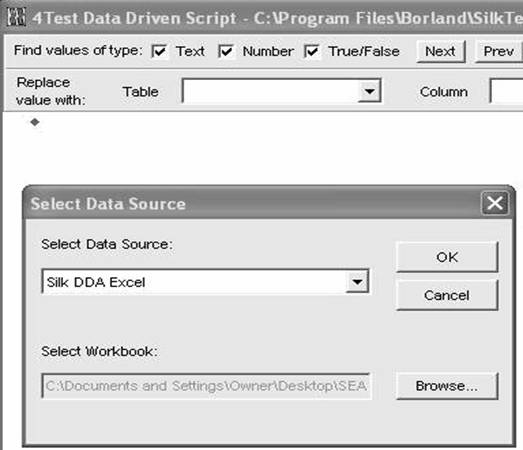 4Test Data Driven Script - C:\Program Files\Borland\SilkTe
Find values of type: Text Number True/False Next Prev
Replace value with: Table Column
Select Data Source
Select Data Source:
OK
Silk DDA Excel
Cancel
Select Workbook:
C:\Documents and Settings\Owner\Desktop\SEA Browse...